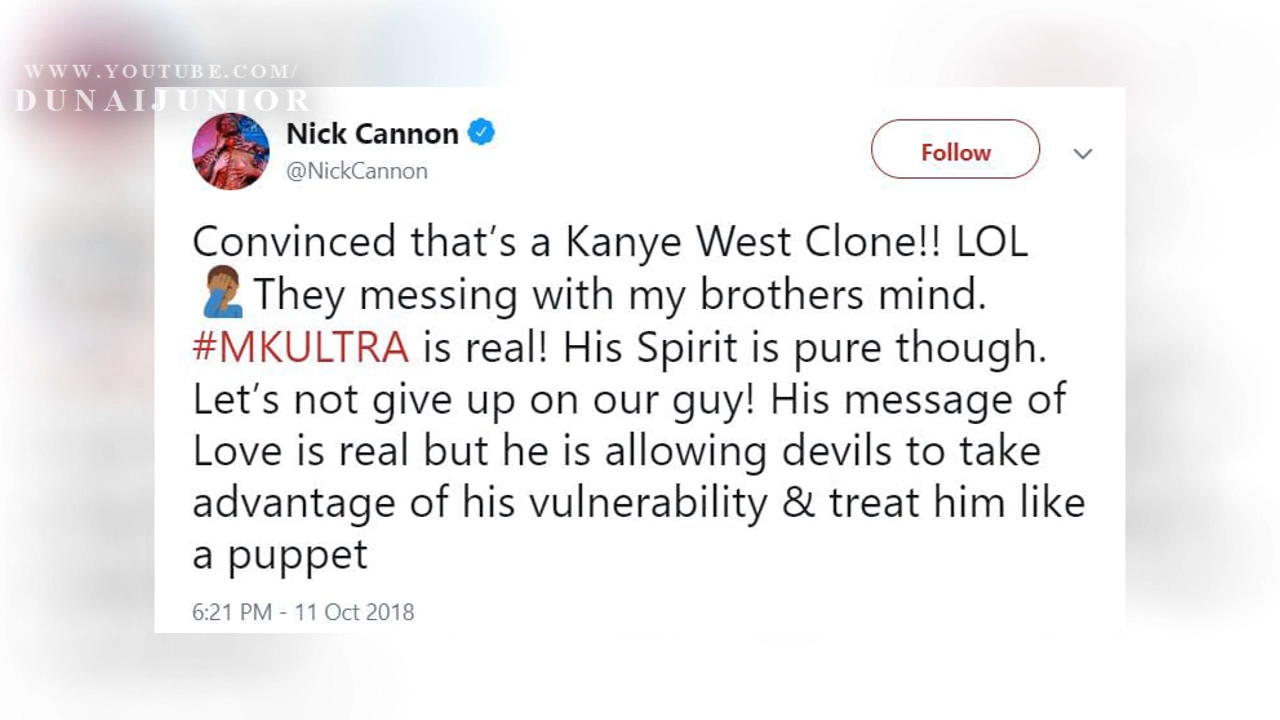 WWW.YOUTUBE.COM/
DUNAIJUNIOR
Nick Cannon
@NickCannon
Follow
Convinced that's a Kanye West Clone!! LOL
🤦🏾‍♂️ They messing with my brothers mind.
#MKULTRA is real! His Spirit is pure though.
Let's not give up on our guy! His message of
Love is real but he is allowing devils to take
advantage of his vulnerability & treat him like
a puppet
6:21 PM - 11 Oct 2018